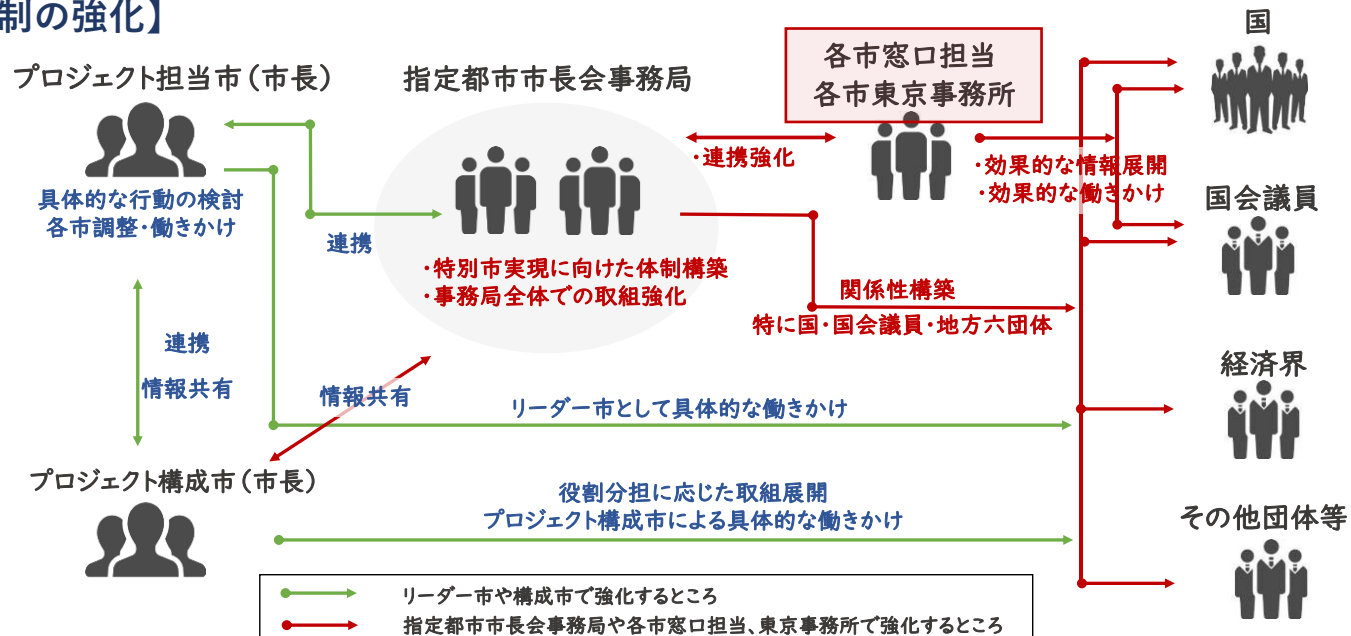 制の強化】
国
プロジェクト担当市(市長)
指定都市市長会事務局
各市窓口担当
各市東京事務所
・連携強化
・効果的な情報展開
・効果的な働きかけ
具体的な行動の検討
各市調整・働きかけ
連携
国会議員
・特別市実現に向けた体制構築
・事務局全体での取組強化
関係性構築
特に国・国会議員・地方六団体
連携
情報共有
情報共有
経済界
リーダー市として具体的な働きかけ
プロジェクト構成市(市長)
役割分担に応じた取組展開
プロジェクト構成市による具体的な働きかけ
その他団体等
リーダー市や構成市で強化するところ
指定都市市長会事務局や各市窓口担当、東京事務所で強化するところ